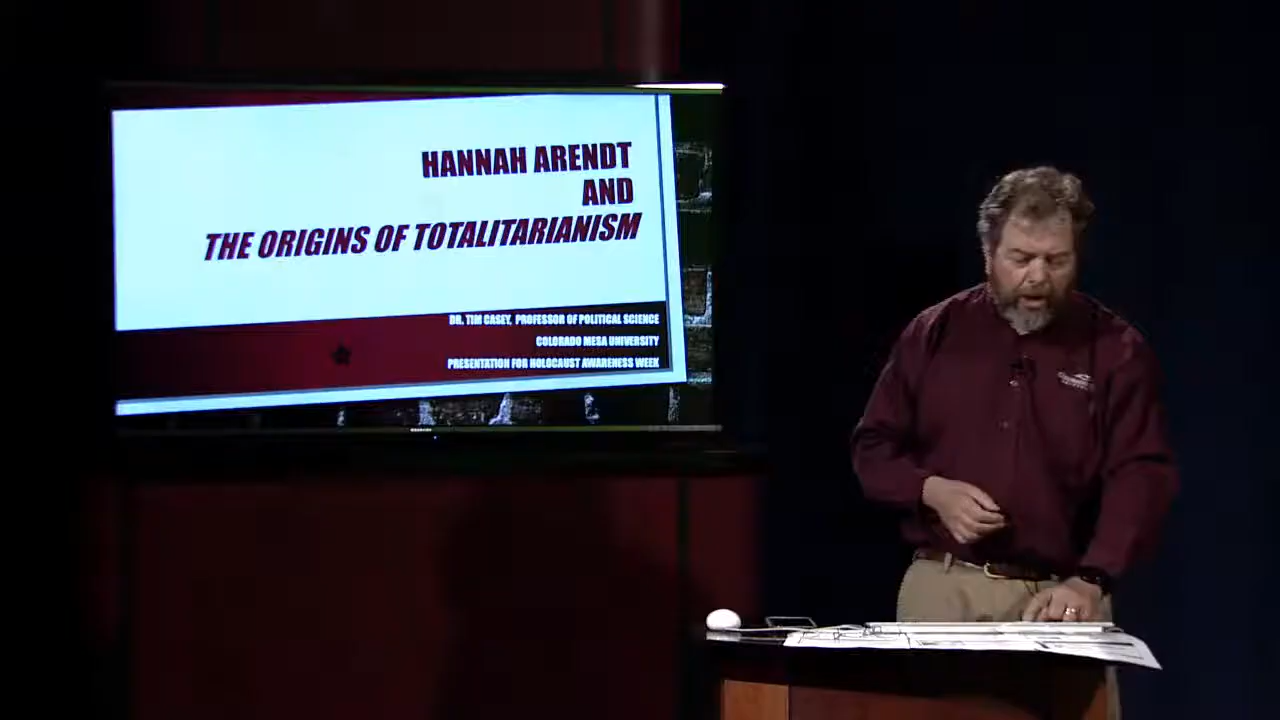 HANNAH ARENDT
AND
THE ORIGINS OF TOTALITARIANISM
DR. TIM CASEY, PROFESSOR OF POLITICAL SCIENCE
COLORADO MESA UNIVERSITY
PRESENTATION FOR HOLOCAUST AWARENESS WEEK